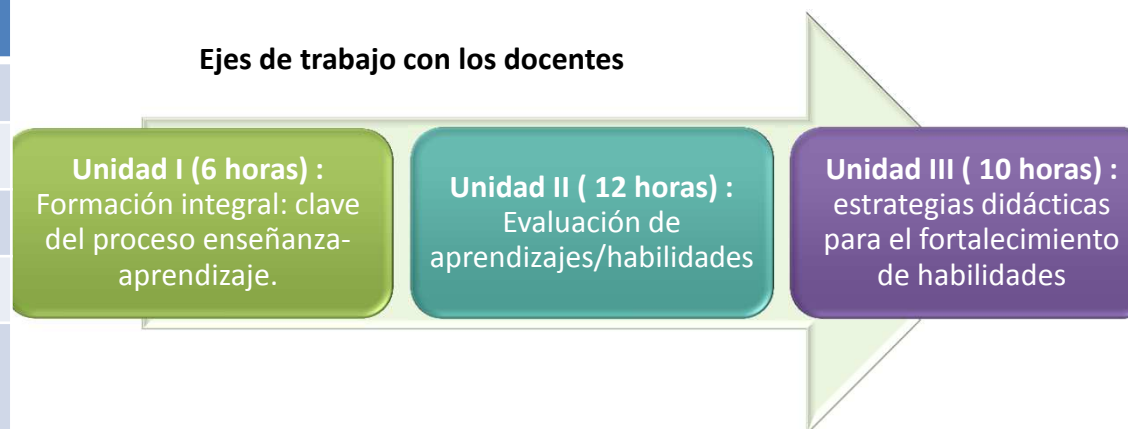 Ejes de trabajo con los docentes
Unidad I (6 horas) :
Formación integral: clave
del proceso enseñanza-
aprendizaje.
Unidad II ( 12 horas) :
Evaluación de
aprendizajes/habilidades
Unidad III ( 10 horas) :
estrategias didácticas
para el fortalecimiento
de habilidades